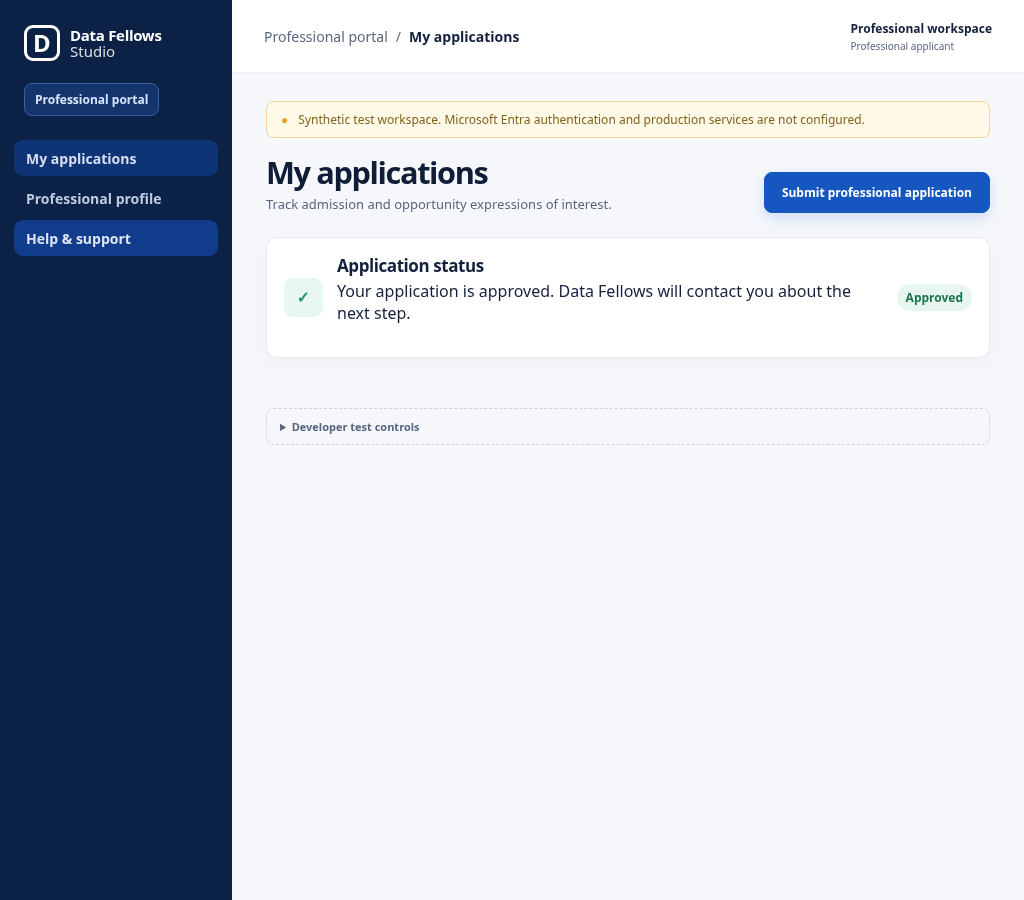 D
Data Fellows
Studio
Professional portal
My applications
Professional profile
Help & support
Professional portal / My applications
Professional workspace
Professional applicant
Synthetic test workspace. Microsoft Entra authentication and production services are not configured.
My applications
Track admission and opportunity expressions of interest.
Submit professional application
Application status
✓
Your application is approved. Data Fellows will contact you about the
next step.
Approved
Developer test controls